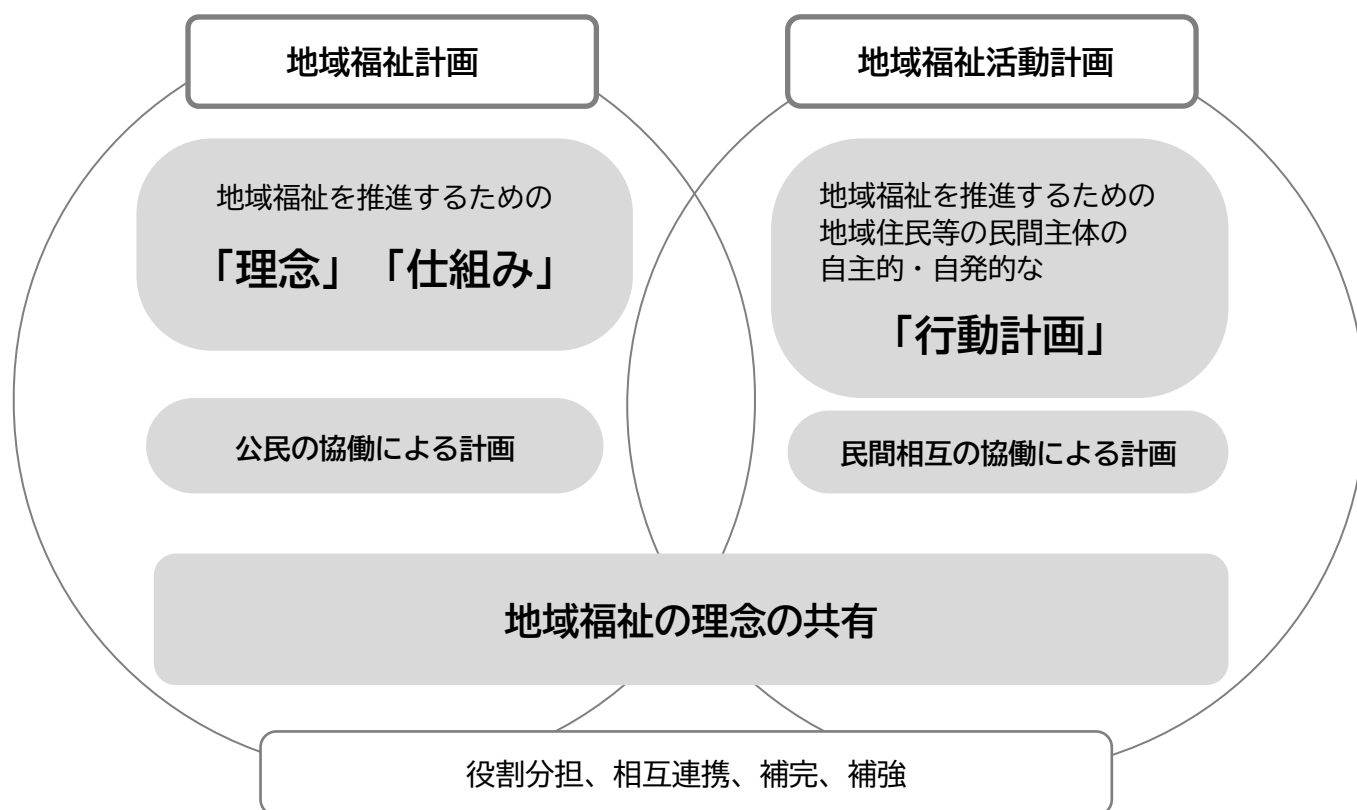 地域福祉計画
地域福祉を推進するための
「理念」「仕組み」
公民の協働による計画
地域福祉活動計画
地域福祉を推進するための
地域住民等の民間主体の
自主的・自発的な
「行動計画」
民間相互の協働による計画
地域福祉の理念の共有
役割分担、相互連携、補完、補強